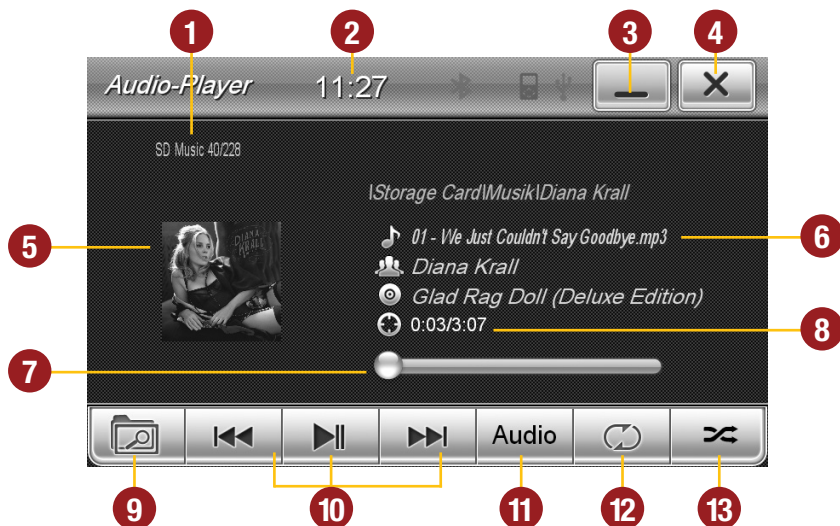 1 2 3 4
Audio-Player 11:27
SD Music 40/228
\Storage Card\Musik\Diana Krall
5 01 - We Just Couldn't Say Goodbye.mp3 6
DIANA KRALL
Diana Krall
Glad Rag Doll (Deluxe Edition)
0:03/3:07 8
7
Audio
9 10 11 12 13